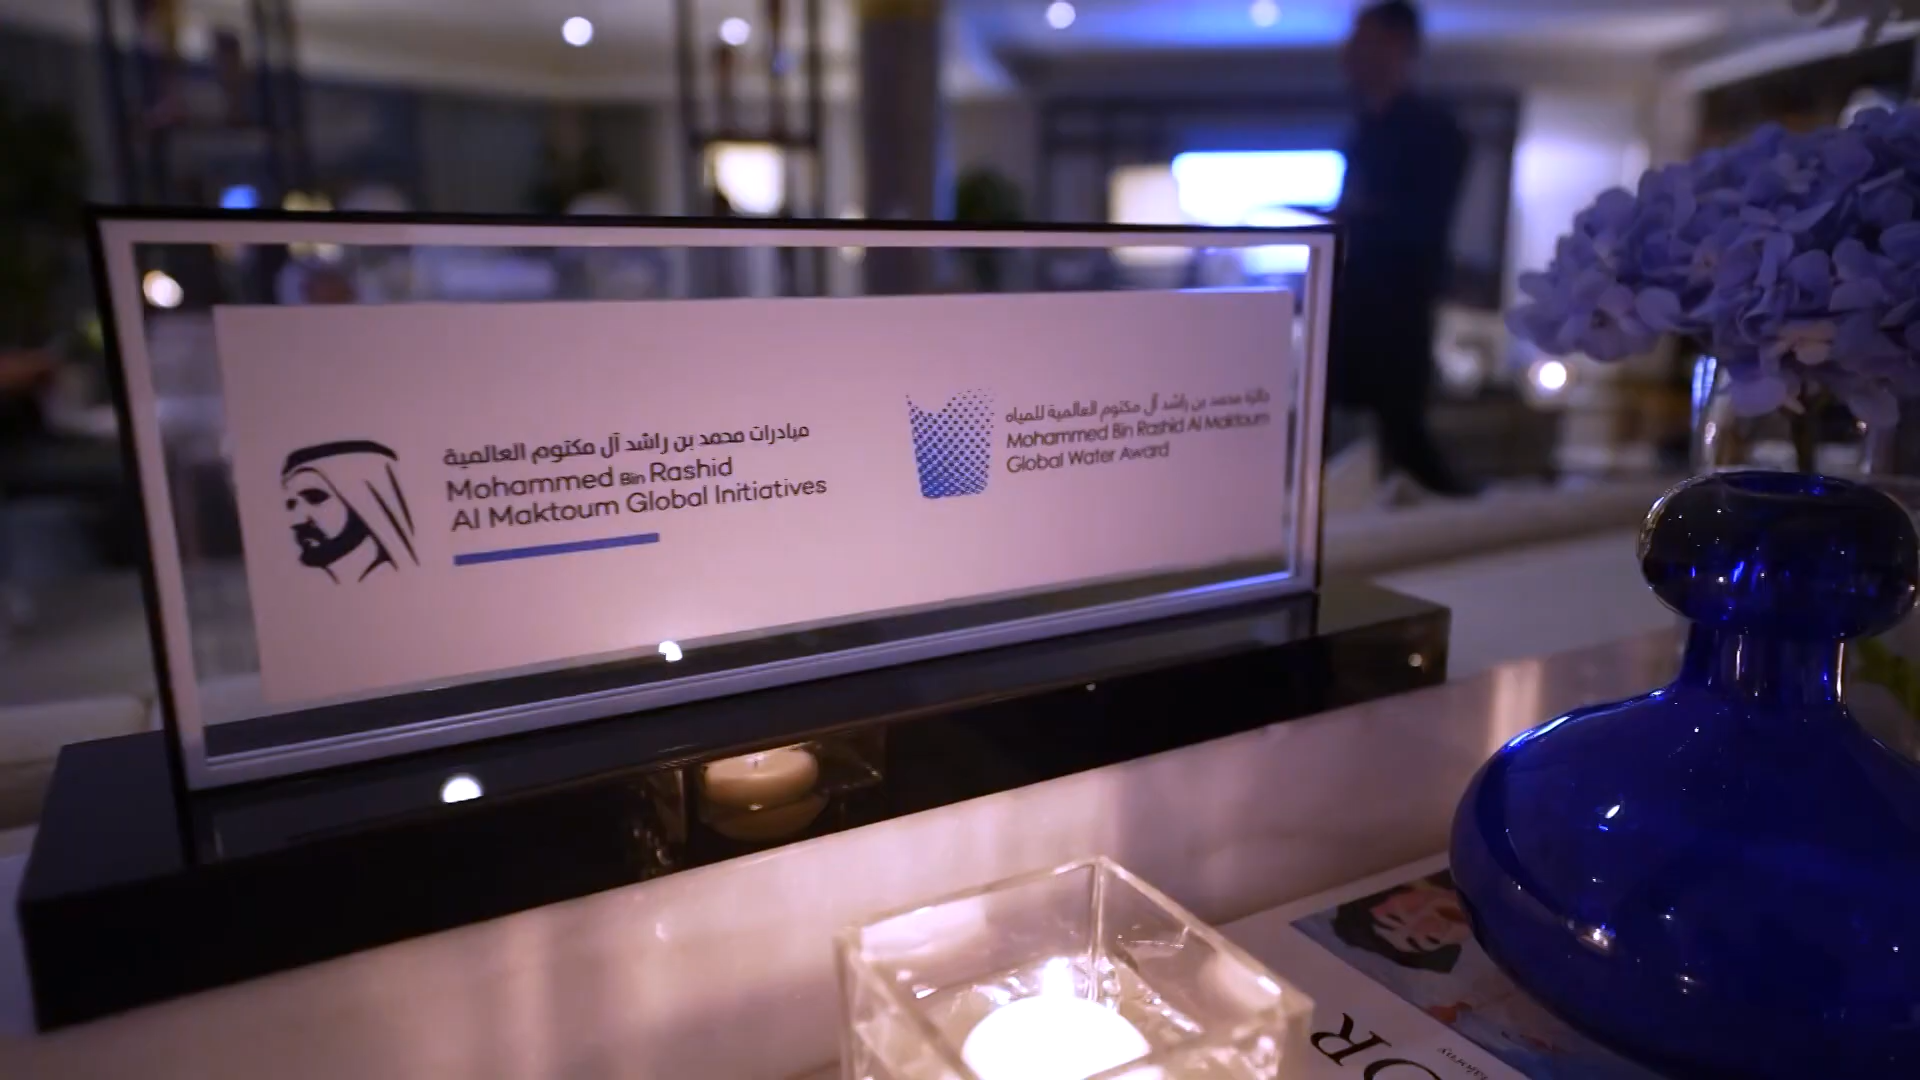 مبادرات محمد بن راشد آل مكتوم العالمية
Mohammed Bin Rashid
Al Maktoum Global Initiatives
جائزة محمد بن راشد آل مكتوم العالمية للمياه
Mohammed Bin Rashid Al Maktoum
Global Water Award